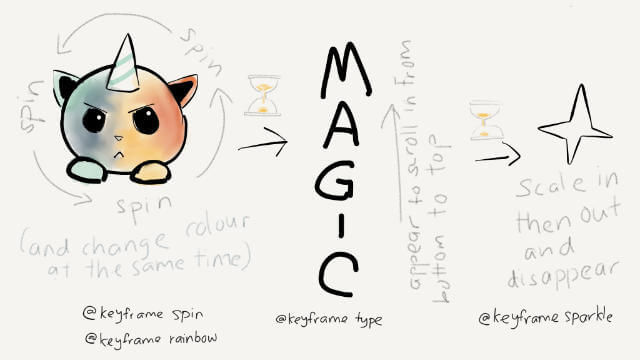 spin
spin
spin
spin
(and change colour
at the same time)
@keyframe spin
@keyframe rainbow
M
A
G
I
C
appear to scroll in from
bottom to top
@keyframe type
scale in
then out
and
disappear
@keyframe sparkle